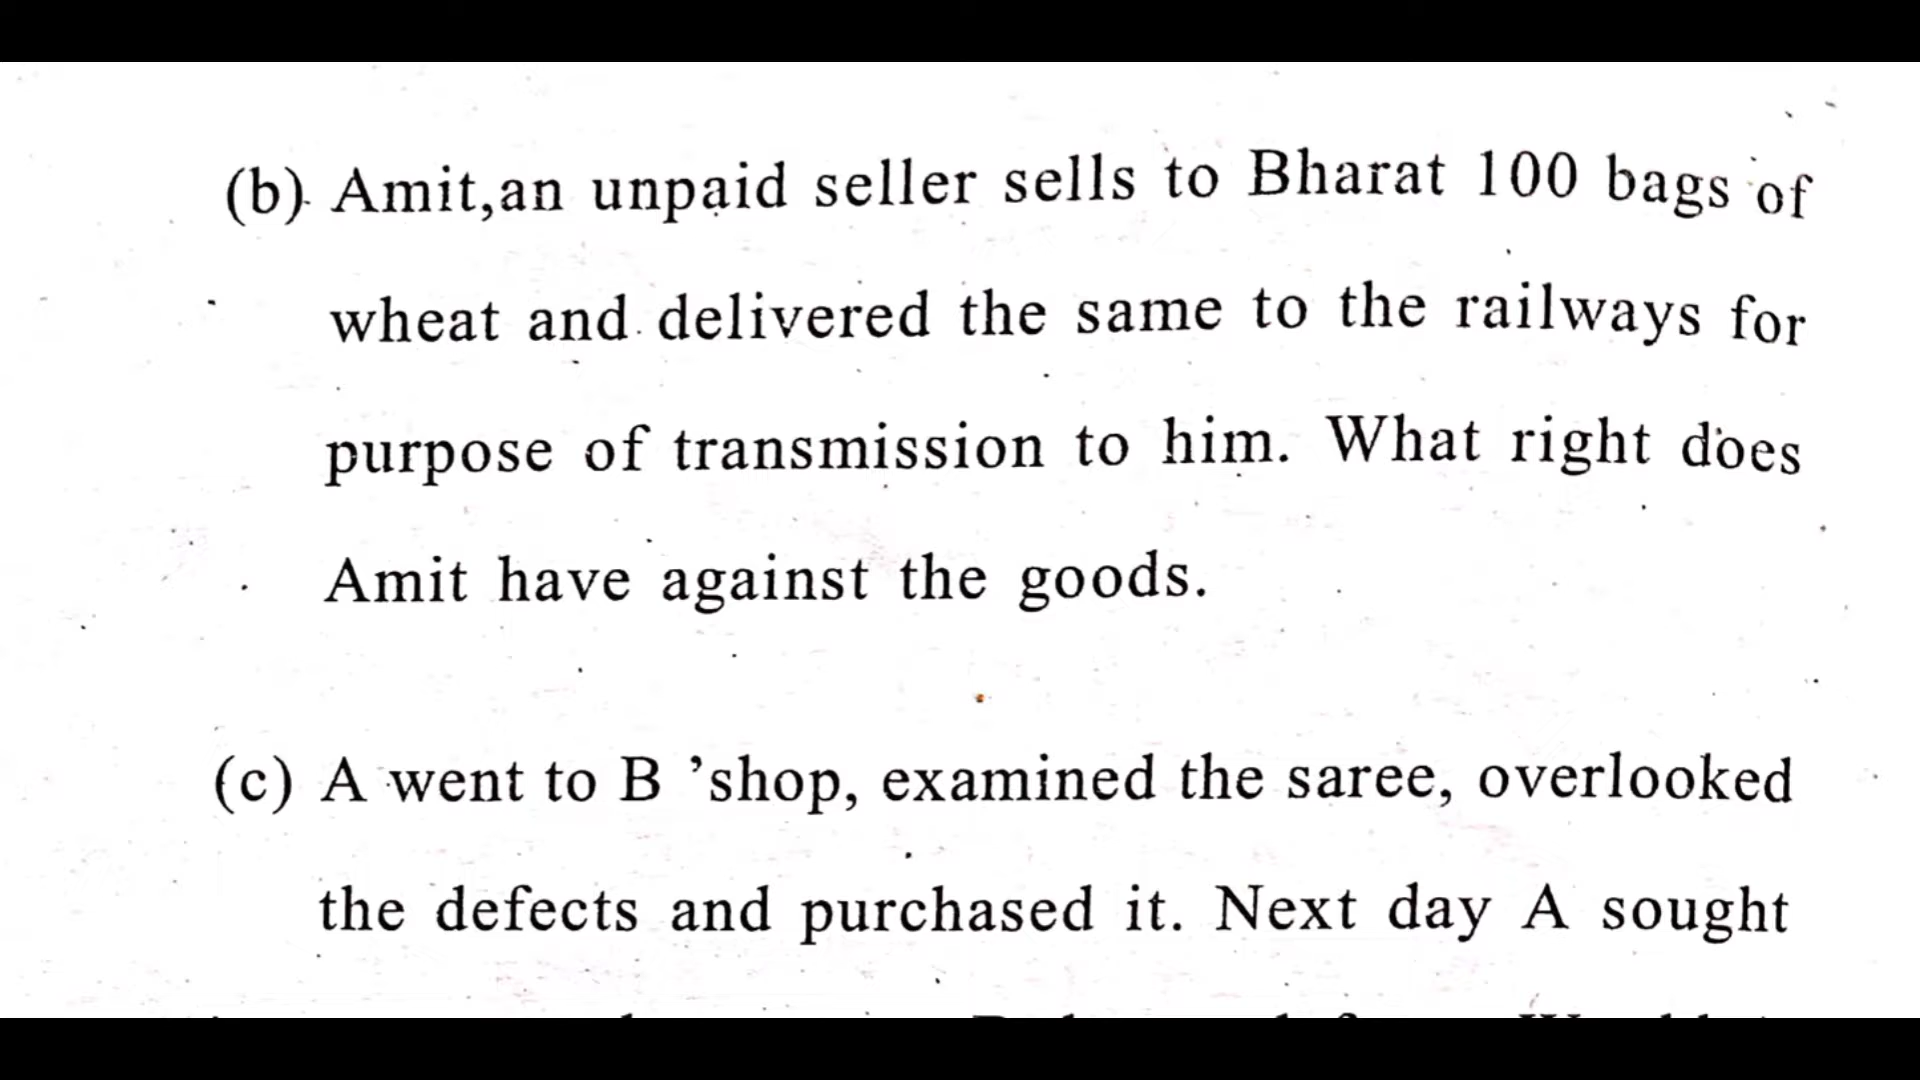 (b) Amit,an unpaid seller sells to Bharat 100 bags of
wheat and delivered the same to the railways for
purpose of transmission to him. What right does
Amit have against the goods.
(c) A went to B 'shop, examined the saree, overlooked
the defects and purchased it. Next day A sought